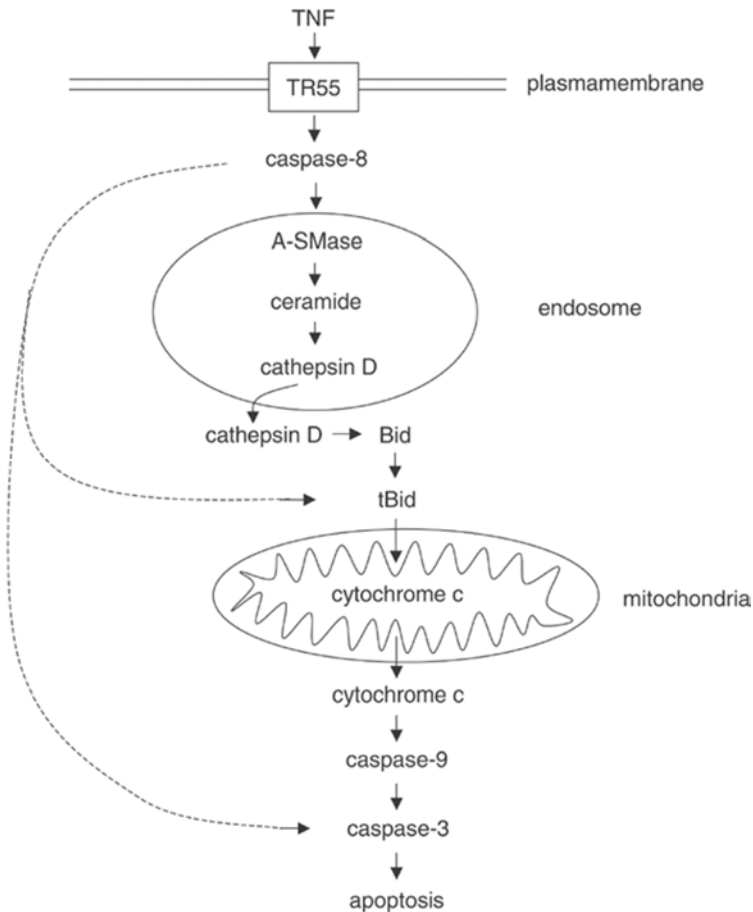 TNF
TR55
plasmamembrane
caspase-8
A-SMase
ceramide
endosome
cathepsin D
cathepsin D
Bid
tBid
cytochrome c
mitochondria
cytochrome c
caspase-9
caspase-3
apoptosis